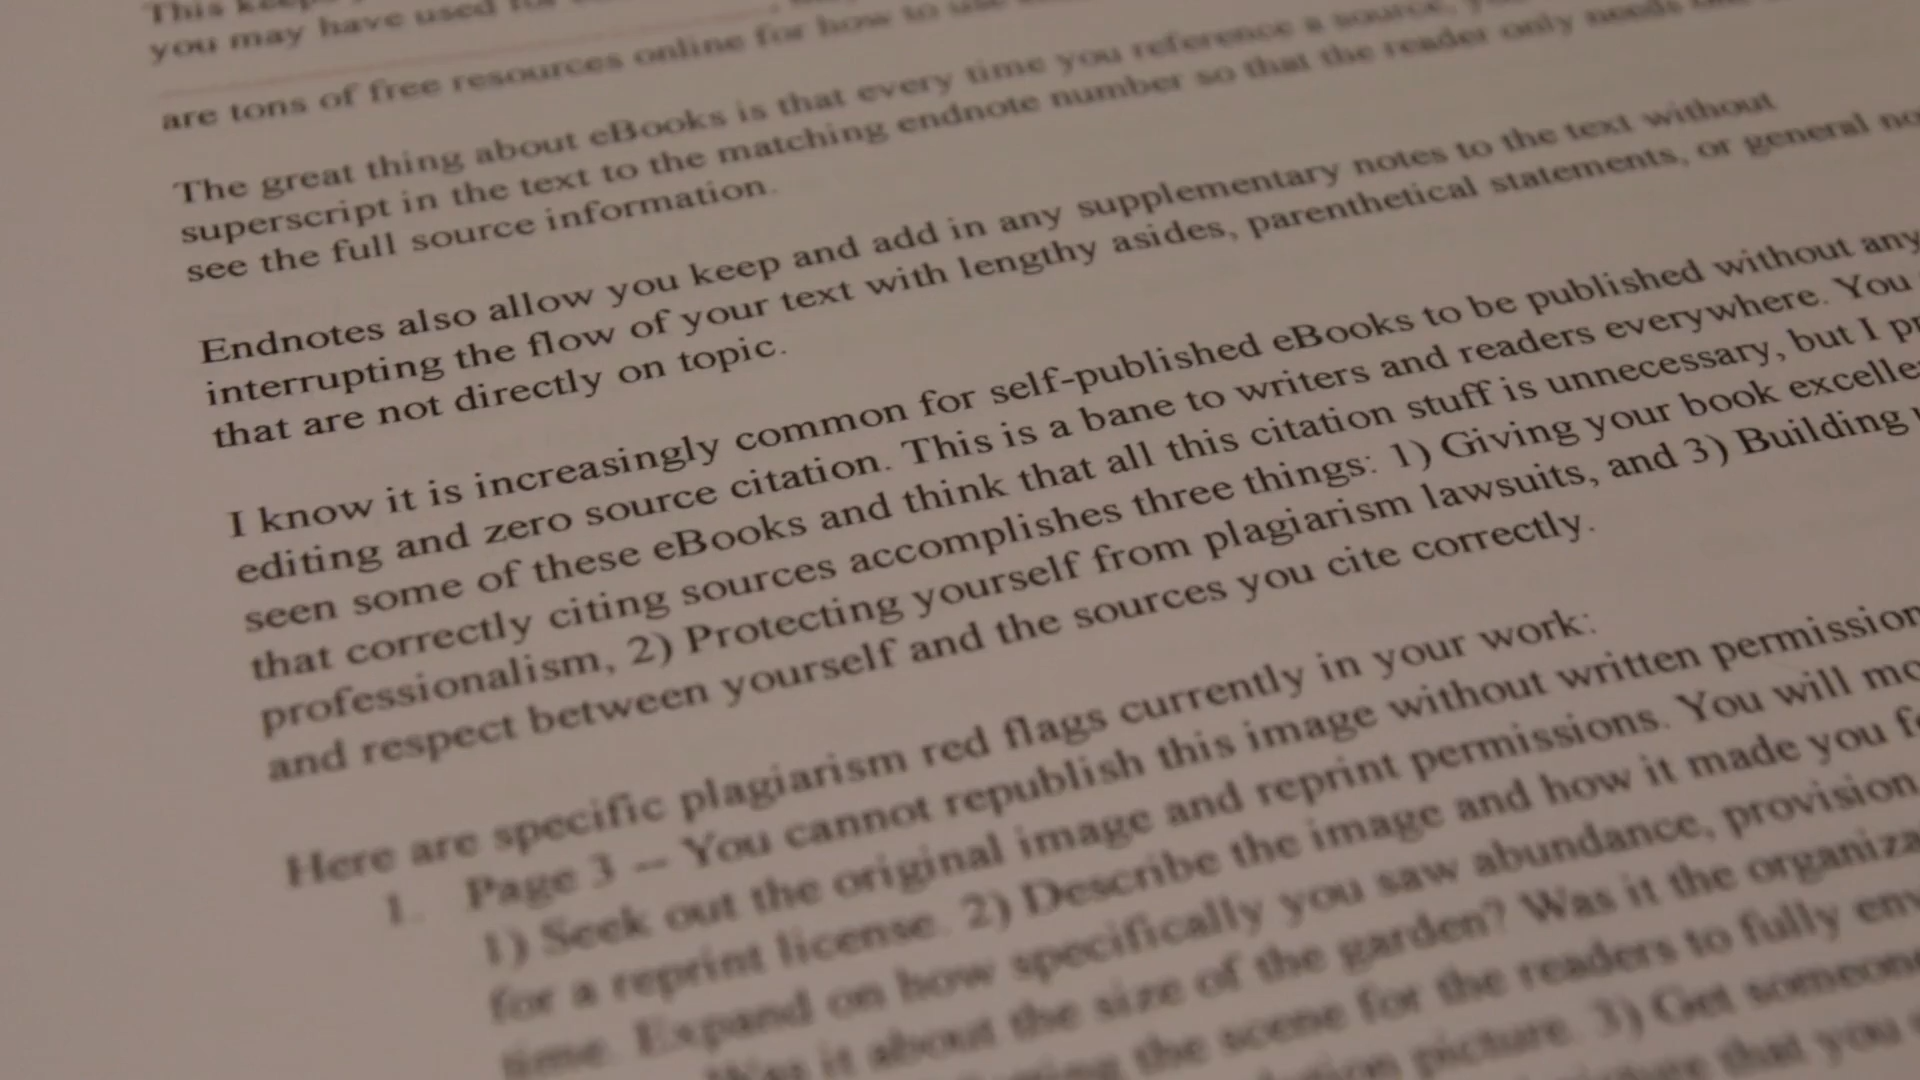 This keeps
you may have used for
are tons of free resources online for how to use
The great thing about eBooks is that every time you reference a source,
superscript in the text to the matching endnote number so that the reader only needs
see the full source information.
Endnotes also allow you keep and add in any supplementary notes to the text without
interrupting the flow of your text with lengthy asides, parenthetical statements, or general
that are not directly on topic.
I know it is increasingly common for self-published eBooks to be published without any
editing and zero source citation. This is a bane to writers and readers everywhere. You
seen some of these eBooks and think that all this citation stuff is unnecessary, but I
that correctly citing sources accomplishes three things: 1) Giving your book
professionalism, 2) Protecting yourself from plagiarism lawsuits, and 3) Building
and respect between yourself and the sources you cite correctly.
Here are specific plagiarism red flags currently in your work:
1. Page 3 – You cannot republish this image without written permission
1) Seek out the original image and reprint permissions. You will
for a reprint license. 2) Describe the image and how it made you
time. Expand on how specifically you saw abundance, provision,
Was it about the size of the garden? Was it the
the scene for the readers to fully
picture. 3) Get someone
picture that you